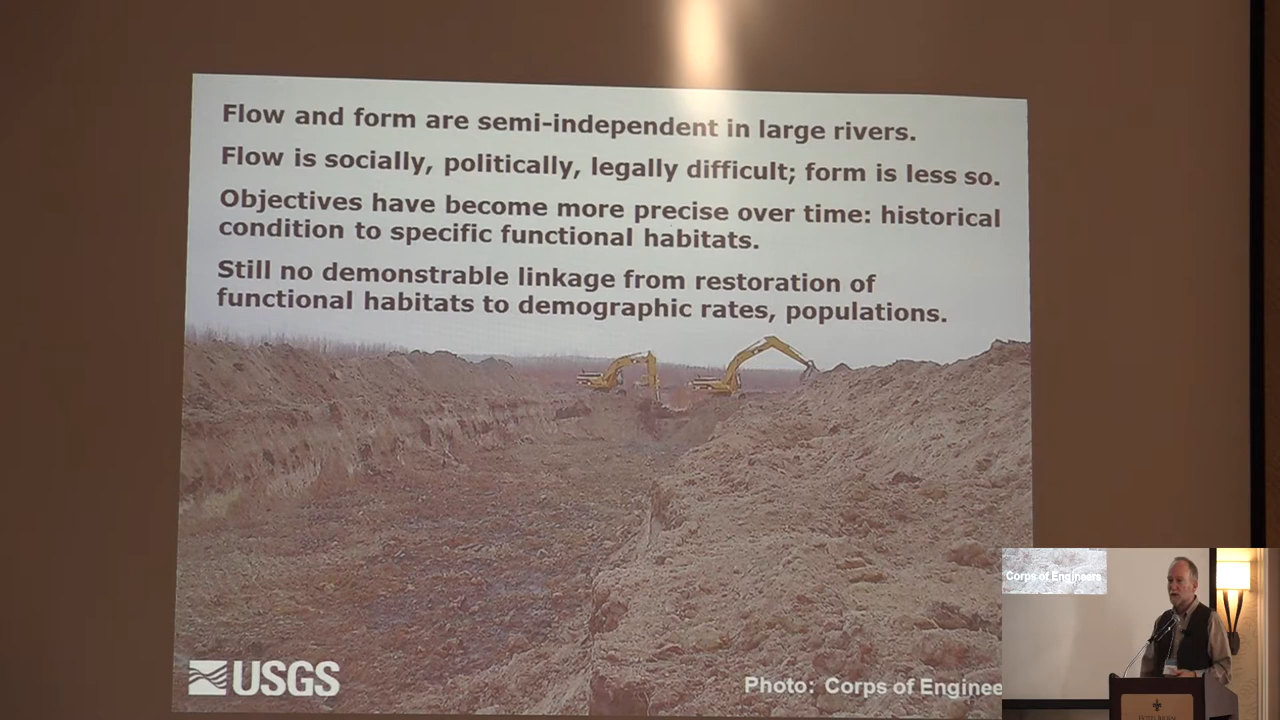 Flow and form are semi-independent in large rivers.
Flow is socially, politically, legally difficult; form is less so.
Objectives have become more precise over time: historical
condition to specific functional habitats.
Still no demonstrable linkage from restoration of
functional habitats to demographic rates, populations.
USGS
Photo: Corps of Enginee
Corps of Engineers